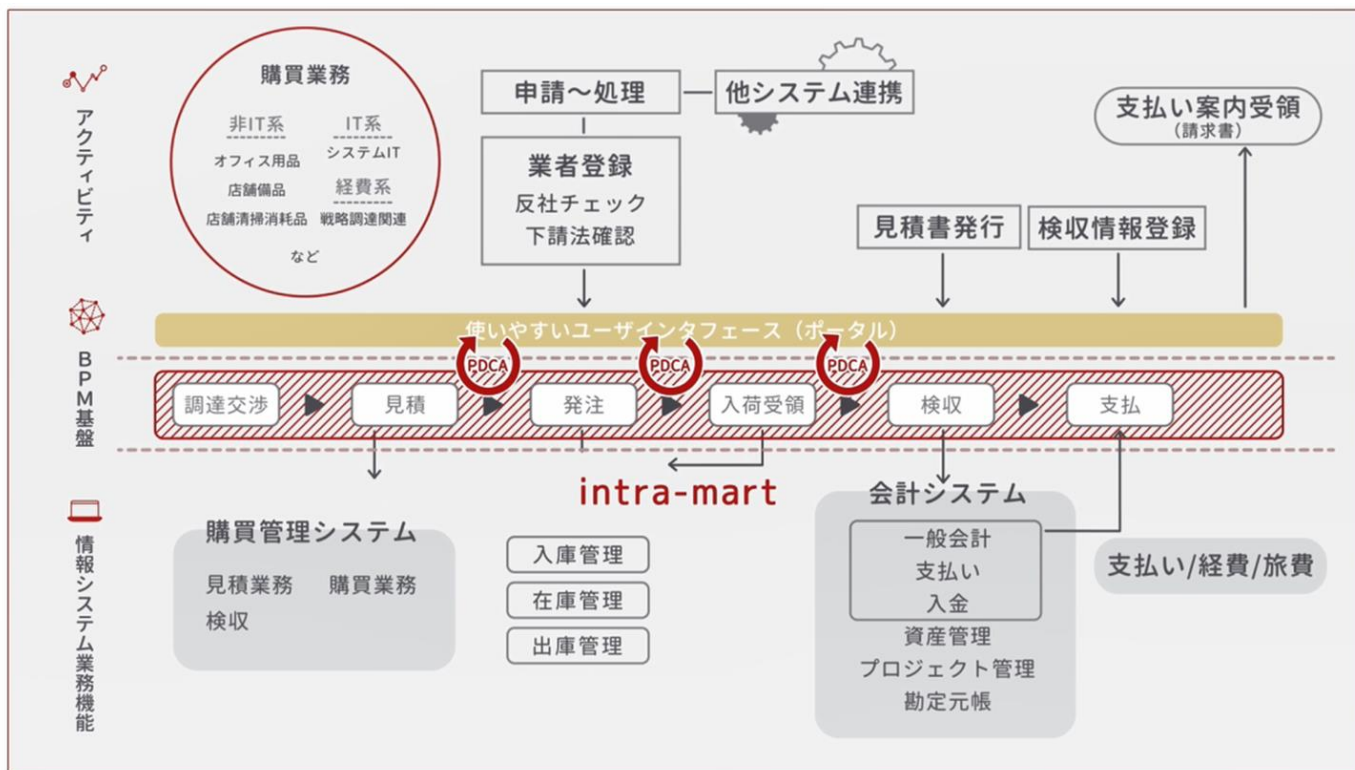 アクティビティ
購買業務
非IT系
IT系
オフィス用品
システムIT
店舗備品
経費系
店舗清掃消耗品
戦略調達関連
など
申請〜処理
他システム連携
業者登録
反社チェック
下請法確認
見積書発行
検収情報登録
支払い案内受領
(請求書)
BPM基盤
使いやすいユーザインタフェース（ポータル）
PDCA
PDCA
PDCA
調達交渉
見積
発注
入荷受領
検収
支払
intra-mart
情報システム業務機能
購買管理システム
見積業務
購買業務
検収
入庫管理
在庫管理
出庫管理
会計システム
一般会計
支払い
入金
資産管理
プロジェクト管理
勘定元帳
支払い/経費/旅費